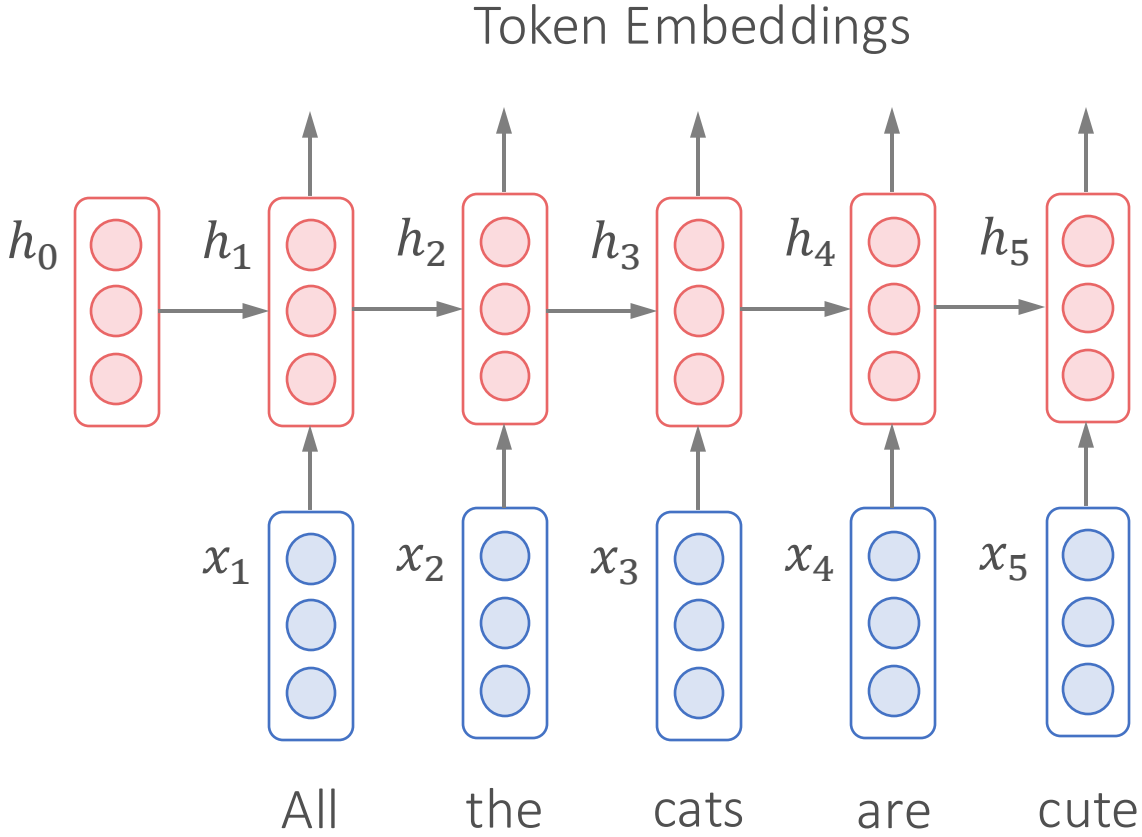 Token Embeddings
h₀ h₁ h₂ h₃ h₄ h₅
x₁ x₂ x₃ x₄ x₅
All the cats are cute